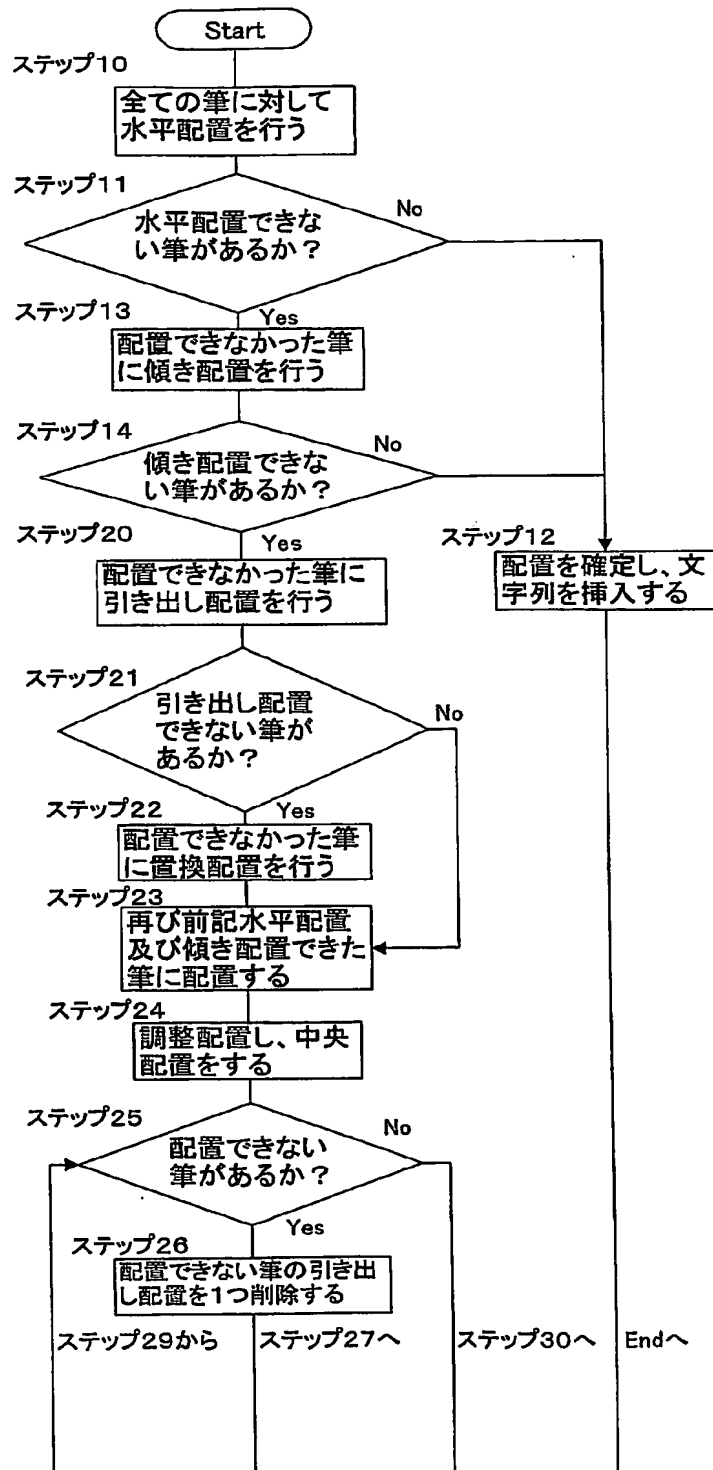 Start
ステップ10
全ての筆に対して
水平配置を行う
ステップ11
水平配置できな
い筆があるか？
No
ステップ13
Yes
配置できなかった筆
に傾き配置を行う
ステップ14
傾き配置できな
い筆があるか？
No
ステップ20
Yes
ステップ12
配置を確定し、文
字列を挿入する
配置できなかった筆に
引き出し配置を行う
ステップ21
引き出し配置
できない筆が
あるか？
No
ステップ22
Yes
配置できなかった筆
に置換配置を行う
ステップ23
再び前記水平配置
及び傾き配置できた
筆に配置する
ステップ24
調整配置し、中央
配置をする
ステップ25
配置できない
筆があるか？
No
Yes
ステップ26
配置できない筆の引き出
し配置を1つ削除する
ステップ29から
ステップ27へ
ステップ30へ
Endへ